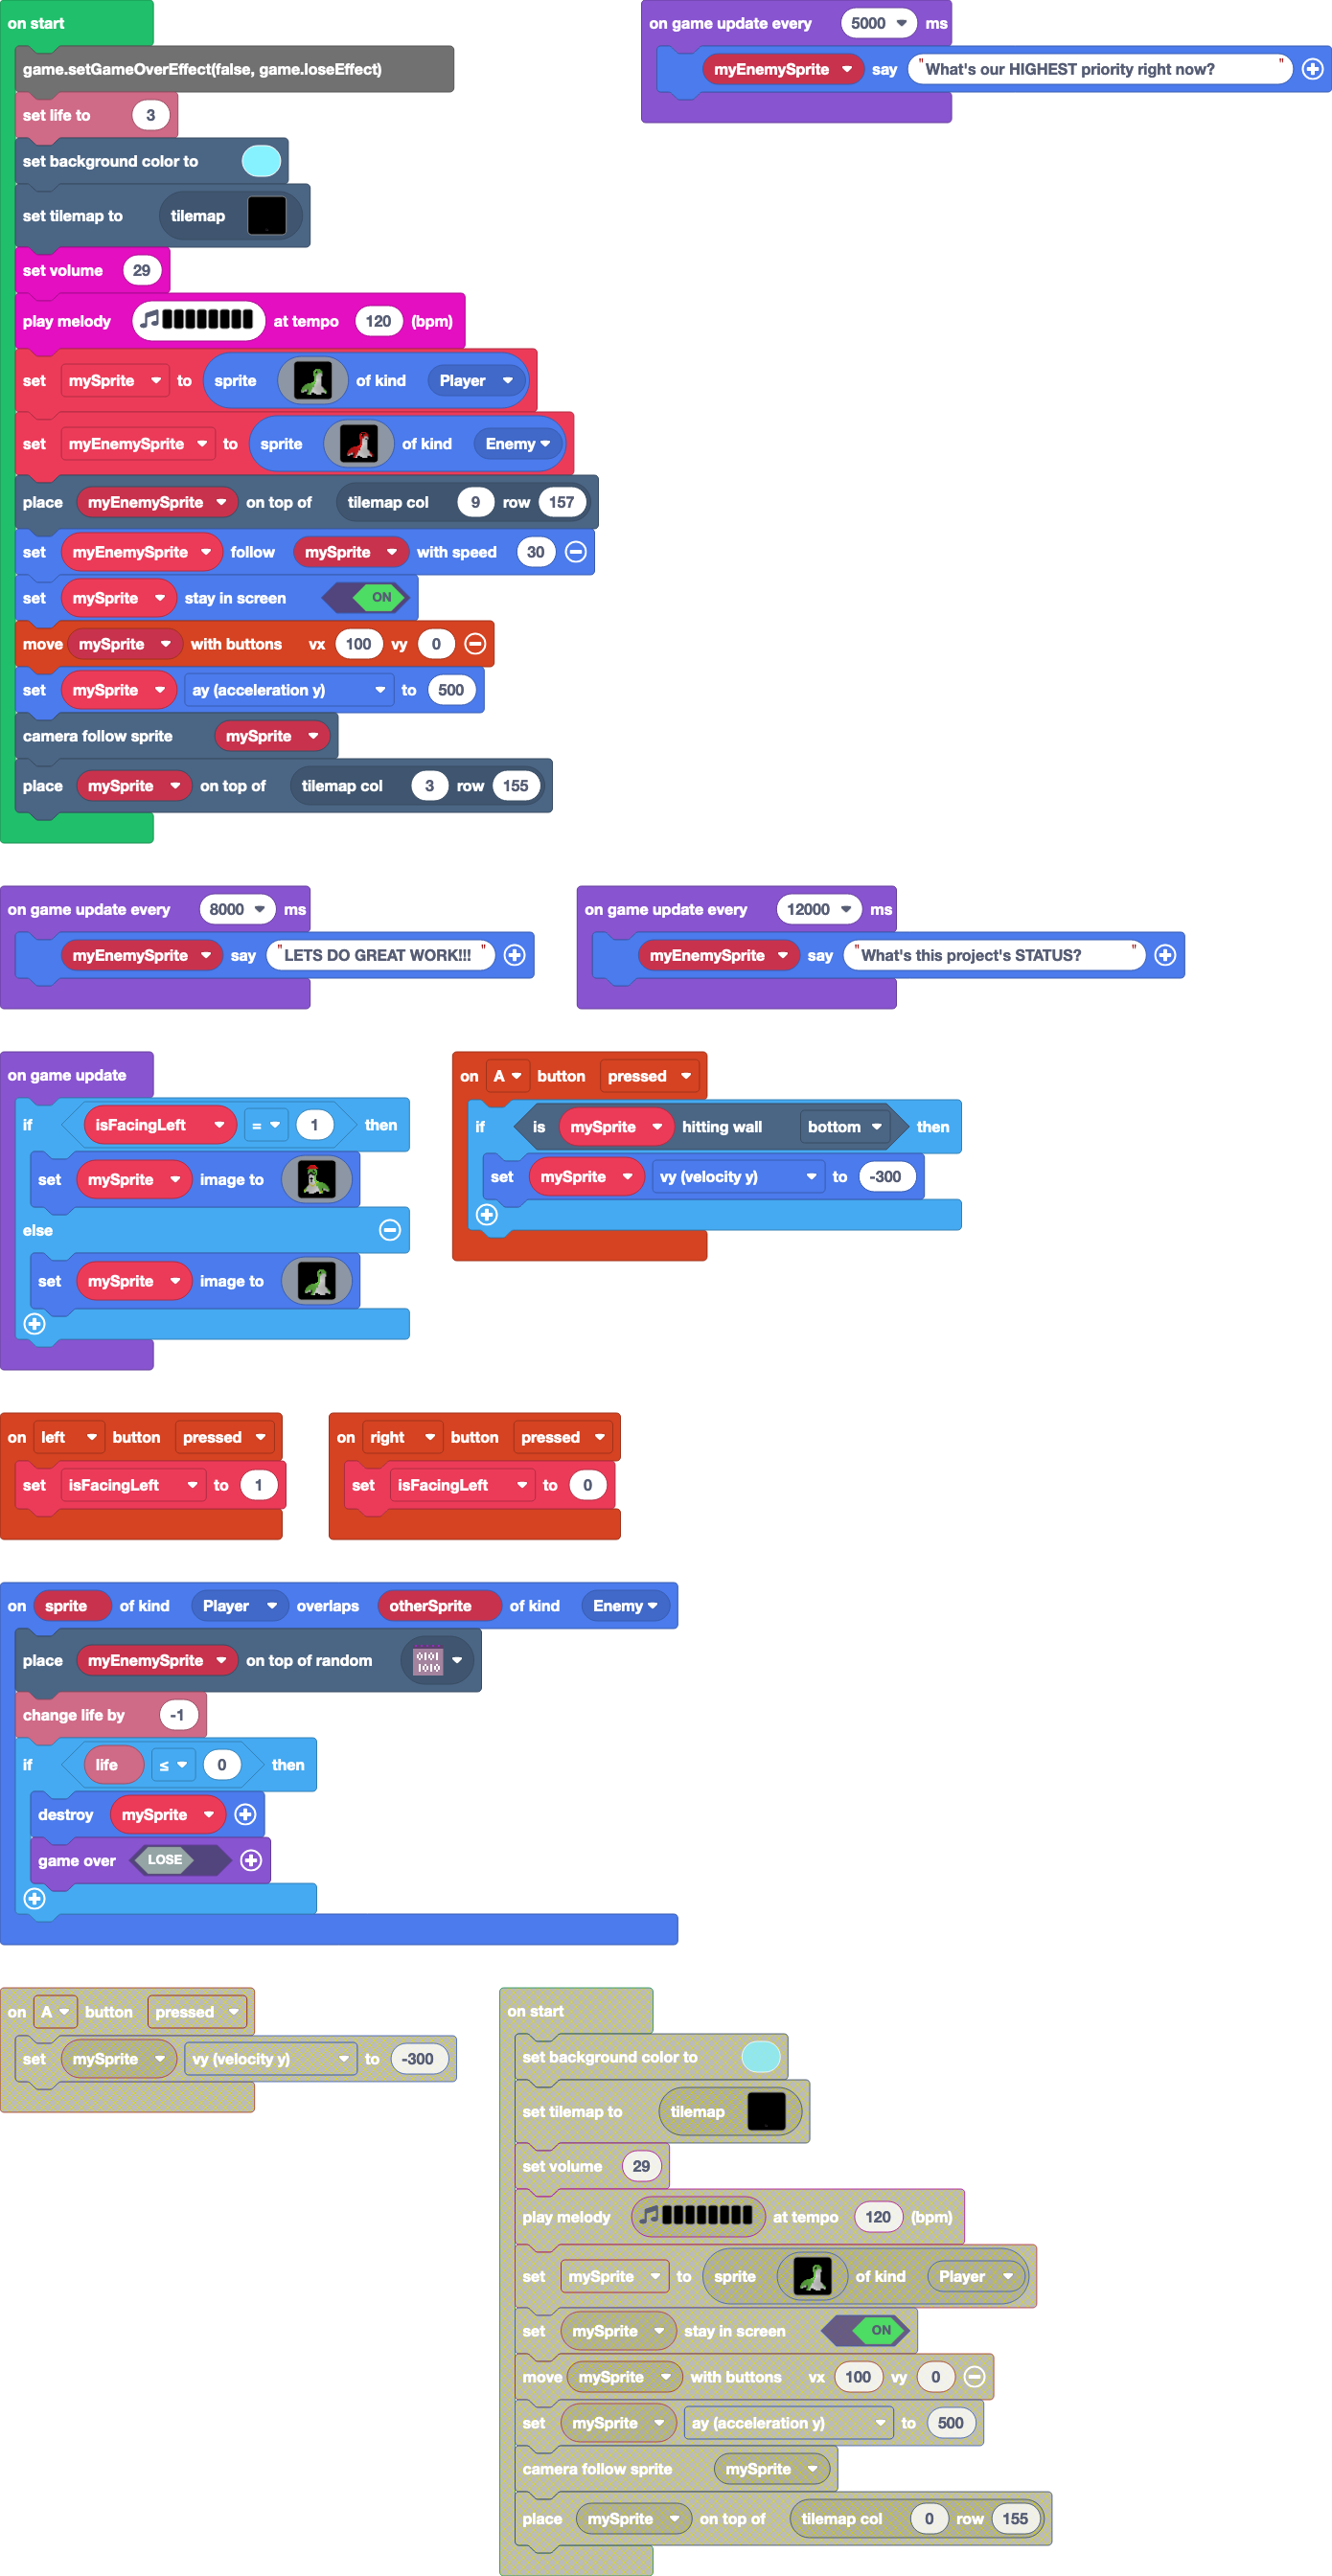 on start
game.setGameOverEffect(false, game.loseEffect)
set life to 3
set background color to
set tilemap to tilemap
set volume 29
play melody at tempo 120 (bpm)
set mySprite to sprite of kind Player
set myEnemySprite to sprite of kind Enemy
place myEnemySprite on top of tilemap col 9 row 157
set myEnemySprite follow mySprite with speed 30
set mySprite stay in screen ON
move mySprite with buttons vx 100 vy 0
set mySprite ay (acceleration y) to 500
camera follow sprite mySprite
place mySprite on top of tilemap col 3 row 155
on game update every 5000 ms
myEnemySprite say "What's our HIGHEST priority right now? "
on game update every 8000 ms
myEnemySprite say "LETS DO GREAT WORK!!! "
on game update every 12000 ms
myEnemySprite say "What's this project's STATUS? "
on game update
if isFacingLeft = 1 then
set mySprite image to
else
set mySprite image to
on A button pressed
if is mySprite hitting wall bottom then
set mySprite vy (velocity y) to -300
on left button pressed
set isFacingLeft to 1
on right button pressed
set isFacingLeft to 0
on sprite of kind Player overlaps otherSprite of kind Enemy
place myEnemySprite on top of random 0101 1010
change life by -1
if life ≤ 0 then
destroy mySprite
game over LOSE
on A button pressed
set mySprite vy (velocity y) to -300
on start
set background color to
set tilemap to tilemap
set volume 29
play melody at tempo 120 (bpm)
set mySprite to sprite of kind Player
set mySprite stay in screen ON
move mySprite with buttons vx 100 vy 0
set mySprite ay (acceleration y) to 500
camera follow sprite mySprite
place mySprite on top of tilemap col 0 row 155